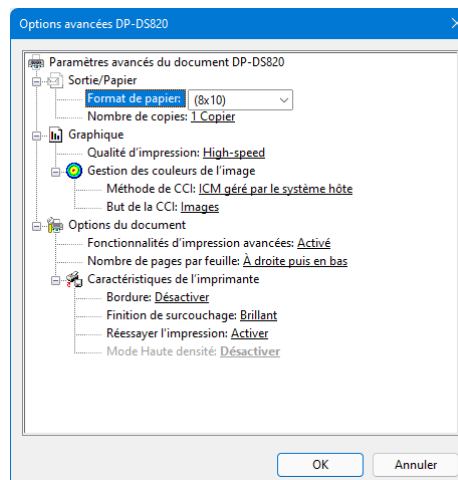 Options avancées DP-DS820
Paramètres avancés du document DP-DS820
Sortie/Papier
Format de papier: (8x10)
Nombre de copies: 1 Copier
Graphique
Qualité d'impression: High-speed
Gestion des couleurs de l'image
Méthode de CCI: ICM géré par le système hôte
But de la CCI: Images
Options du document
Fonctionnalités d'impression avancées: Activé
Nombre de pages par feuille: À droite puis en bas
Caractéristiques de l'imprimante
Bordure: Désactiver
Finition de surcouchage: Brillant
Réessayer l'impression: Activer
Mode Haute densité: Désactiver
OK Annuler